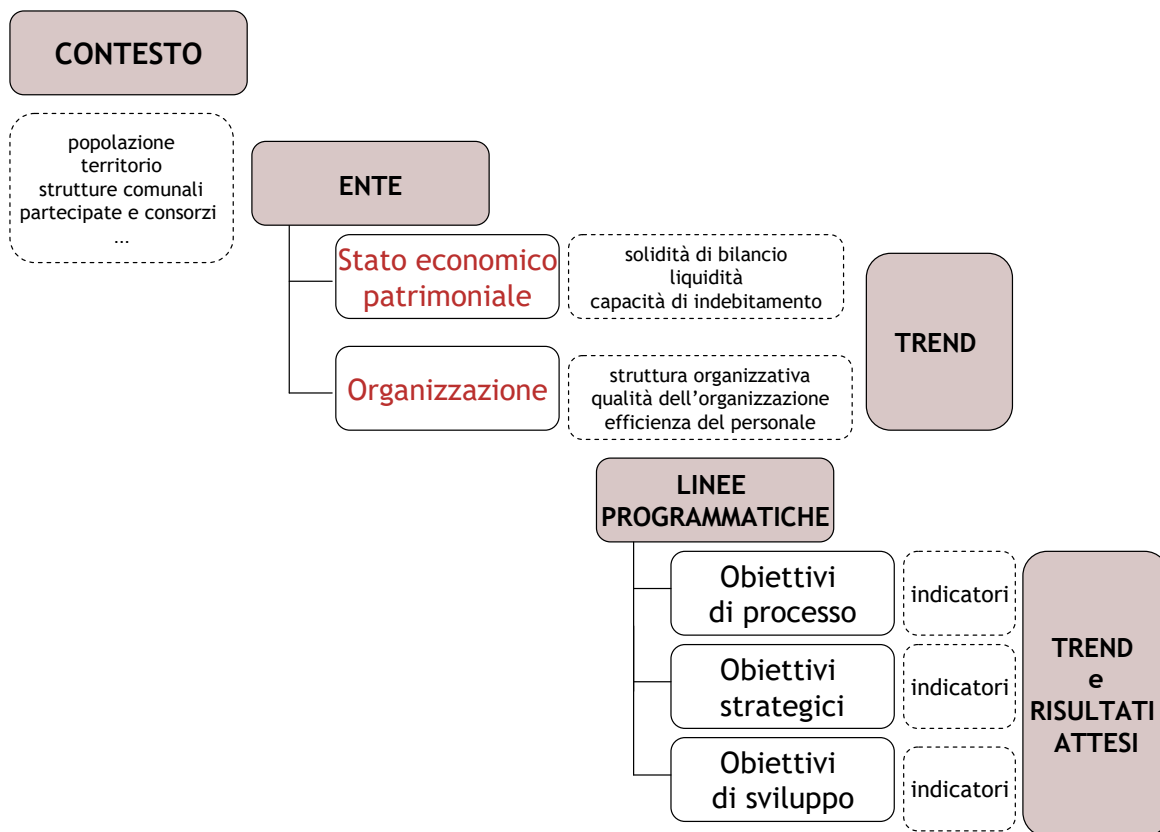 CONTESTO
popolazione
territorio
strutture comunali
partecipate e consorzi
...
ENTE
Stato economico
patrimoniale
solidità di bilancio
liquidità
capacità di indebitamento
TREND
Organizzazione
struttura organizzativa
qualità dell’organizzazione
efficienza del personale
LINEE
PROGRAMMATICHE
Obiettivi
di processo
indicatori
Obiettivi
strategici
indicatori
Obiettivi
di sviluppo
indicatori
TREND
e
RISULTATI
ATTESI